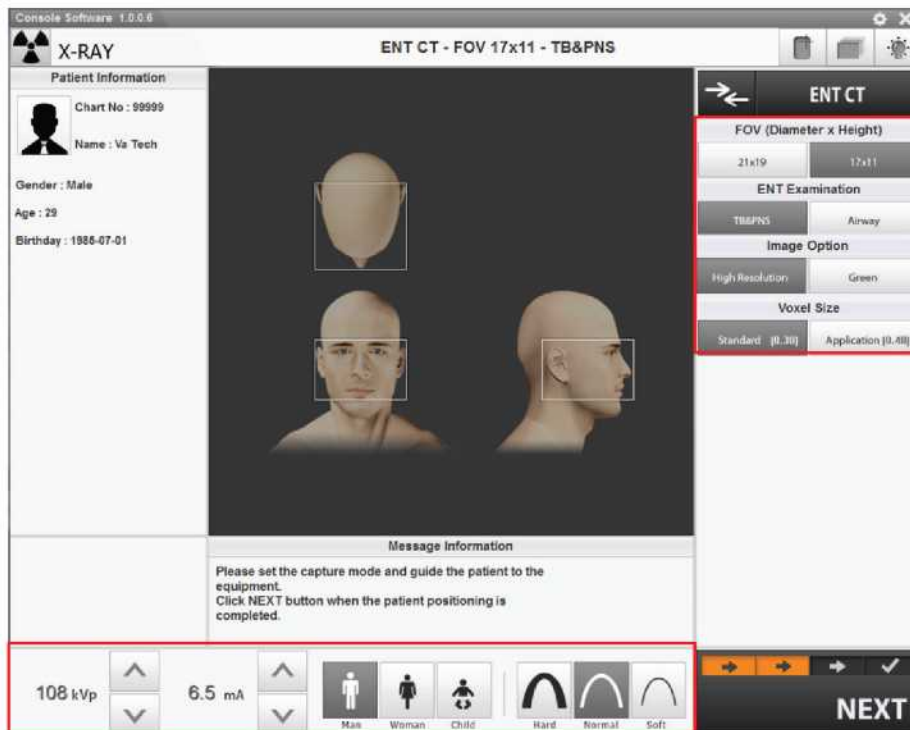 Console Software 1.0.0.6
X-RAY
ENT CT - FOV 17x11 - TB&PNS
Patient Information
Chart No : 99999
Name : Va Tech
Gender : Male
Age : 29
Birthday : 1986-07-01
ENT CT
FOV (Diameter x Height)
21x19 17x11
ENT Examination
TB&PNS Airway
Image Option
High Resolution Green
Voxel Size
Standard [0.30] Application [0.40]
Message Information
Please set the capture mode and guide the patient to the
equipment.
Click NEXT button when the patient positioning is
completed.
108 kVp 6.5 mA
Man Woman Child Hard Normal Soft
NEXT